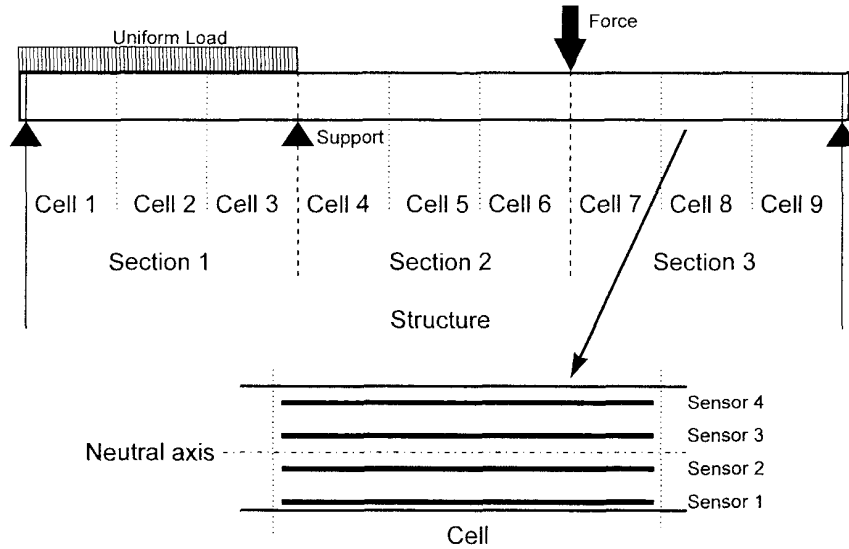 Force
Uniform Load
Support
Cell 1 Cell 2 Cell 3 Cell 4 Cell 5 Cell 6 Cell 7 Cell 8 Cell 9
Section 1 Section 2 Section 3
Structure
Sensor 4
Sensor 3
Neutral axis
Sensor 2
Sensor 1
Cell